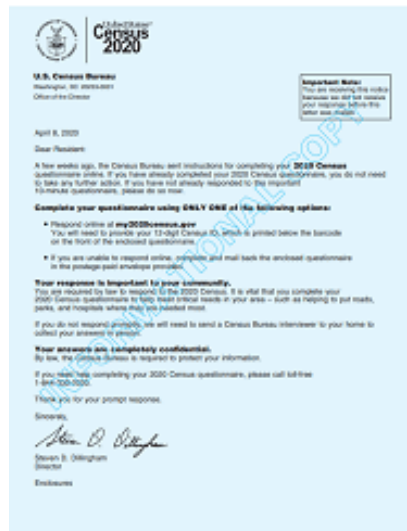 United States®
Census
2020
U.S. Census Bureau
Washington, DC 20233-0001
Office of the Director
Important Note:
You are receiving this notice
because we did not receive
your response before this
letter was mailed.
April 8, 2020
Dear Resident:
A few weeks ago, the Census Bureau sent instructions for completing your 2020 Census
questionnaire online. If you have already completed your 2020 Census questionnaire, you do not need
to take any further action. If you have not already responded to this important
10-minute questionnaire, please do so now.
Complete your questionnaire using ONLY ONE of the following options:
• Respond online at my2020census.gov
You will need to provide your 12-digit Census ID, which is printed below the barcode
on the front of the enclosed questionnaire.
• If you are unable to respond online, complete and mail back the enclosed questionnaire
in the postage-paid envelope provided.
Your response is important to your community.
You are required by law to respond to the 2020 Census. It is vital that you complete your
2020 Census questionnaire to help meet critical needs in your area – such as helping to put roads,
parks, and hospitals where they are needed most.
If you do not respond promptly, we will need to send a Census Bureau interviewer to your home to
collect your answers in person.
Your answers are completely confidential.
By law, the Census Bureau is required to protect your information.
If you need help completing your 2020 Census questionnaire, please call toll-free
1-844-330-2020.
Thank you for your prompt response.
Sincerely,
Steven D. Dillingham
Steven D. Dillingham
Director
Enclosures
INFORMATIONAL COPY